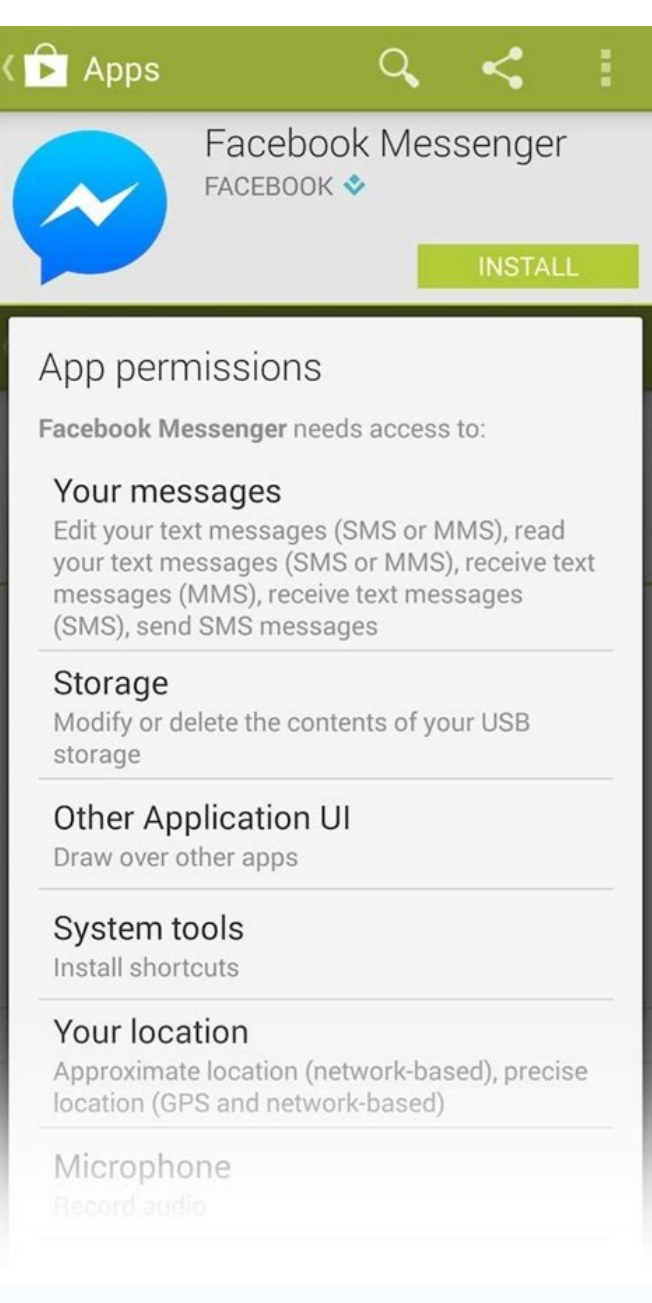 Apps
Facebook Messenger
FACEBOOK
INSTALL
App permissions
Facebook Messenger needs access to:
Your messages
Edit your text messages (SMS or MMS), read
your text messages (SMS or MMS), receive text
messages (MMS), receive text messages
(SMS), send SMS messages
Storage
Modify or delete the contents of your USB
storage
Other Application UI
Draw over other apps
System tools
Install shortcuts
Your location
Approximate location (network-based), precise
location (GPS and network-based)
Microphone
Record audio